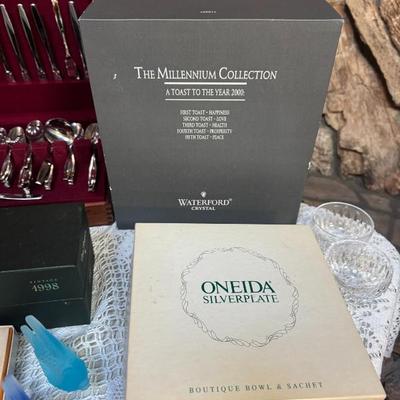 THE MILLENNIUM COLLECTION
A TOAST TO THE YEAR 2000:
FIRST TOAST • HAPPINESS
SECOND TOAST • LOVE
THIRD TOAST • HEALTH
FOURTH TOAST • PROSPERITY
FIFTH TOAST • PEACE
WATERFORD®
CRYSTAL
VINTAGE
1998
ONEIDA®
SILVERPLATE
BOUTIQUE BOWL & SACHET